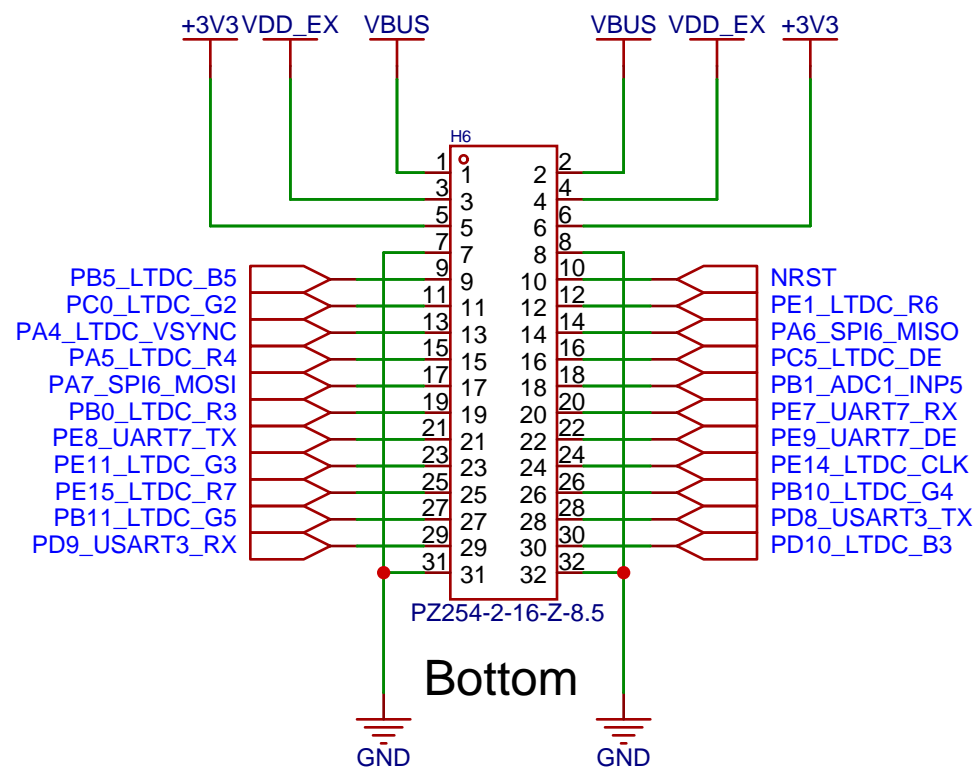 +3V3 VDD_EX VBUS VBUS VDD_EX +3V3
H6
1 1 2 2
3 3 4 4
5 5 6 6
7 7 8 8
PB5_LTDC_B5 9 9 10 10 NRST
PC0_LTDC_G2 11 11 12 12 PE1_LTDC_R6
PA4_LTDC_VSYNC 13 13 14 14 PA6_SPI6_MISO
PA5_LTDC_R4 15 15 16 16 PC5_LTDC_DE
PA7_SPI6_MOSI 17 17 18 18 PB1_ADC1_INP5
PB0_LTDC_R3 19 19 20 20 PE7_UART7_RX
PE8_UART7_TX 21 21 22 22 PE9_UART7_DE
PE11_LTDC_G3 23 23 24 24 PE14_LTDC_CLK
PE15_LTDC_R7 25 25 26 26 PB10_LTDC_G4
PB11_LTDC_G5 27 27 28 28 PD8_USART3_TX
PD9_USART3_RX 29 29 30 30 PD10_LTDC_B3
31 31 32 32
PZ254-2-16-Z-8.5
Bottom
GND GND